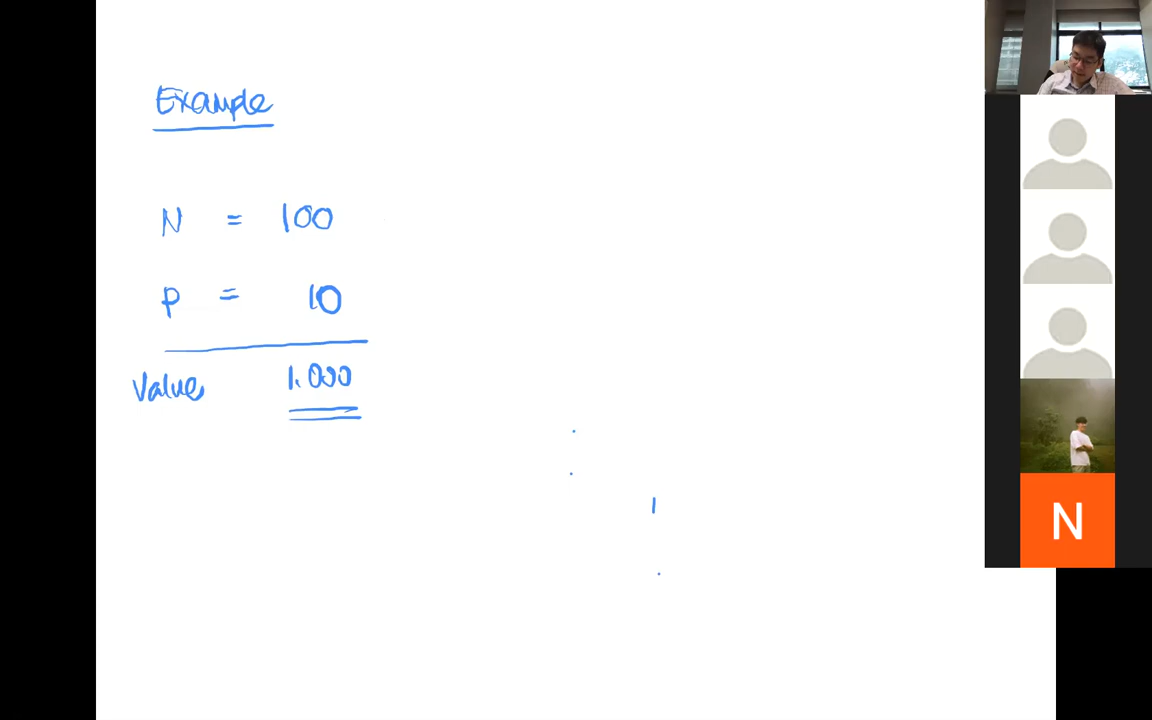 Example
N = 100
P = 10
Value 1.000
N